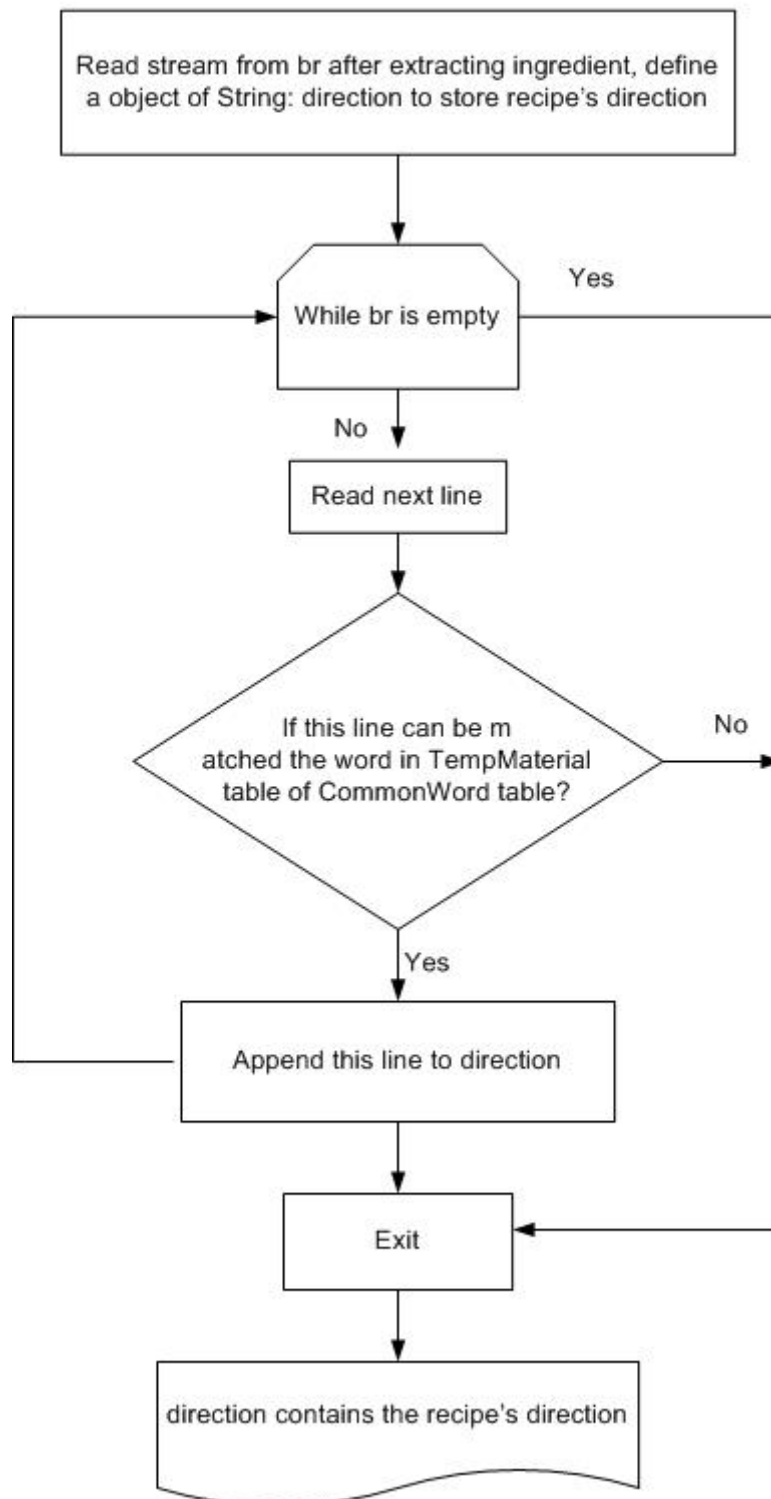 Read stream from br after extracting ingredient, define
a object of String: direction to store recipe's direction
Yes
While br is empty
No
Read next line
If this line can be m
atched the word in TempMaterial
table of CommonWord table?
No
Yes
Append this line to direction
Exit
direction contains the recipe's direction